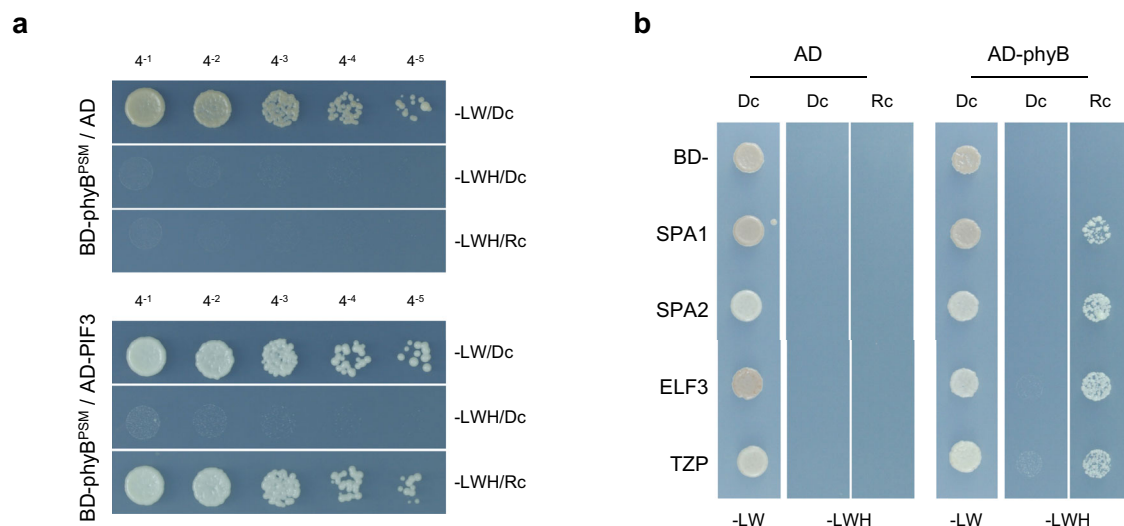 a
4-1 4-2 4-3 4-4 4-5
BD-phyBPSM / AD
-LW/Dc
-LWH/Dc
-LWH/Rc
4-1 4-2 4-3 4-4 4-5
BD-phyBPSM / AD-PIF3
-LW/Dc
-LWH/Dc
-LWH/Rc
b
AD AD-phyB
Dc Dc Rc Dc Dc Rc
BD-
SPA1
SPA2
ELF3
TZP
-LW -LWH -LW -LWH